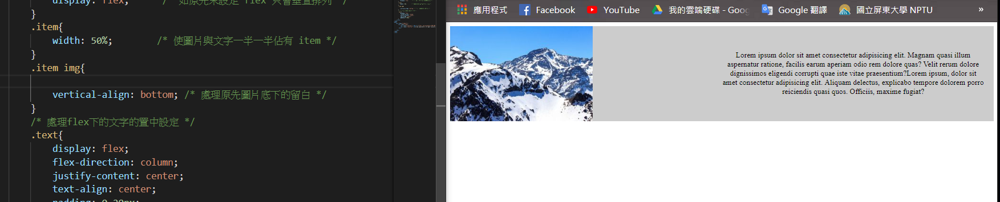 display: flex; /* 如原先未設定 flex 只會垂直排列 */
}
.item{
width: 50%; /* 使圖片與文字一半一半佔有 item */
}
.item img{
vertical-align: bottom; /* 處理原先圖片底下的留白 */
}
/* 處理flex下的文字的置中設定 */
.text{
display: flex;
flex-direction: column;
justify-content: center;
text-align: center;
padding: 0 20px;
應用程式
Facebook
YouTube
我的雲端硬碟 - Goog
Google 翻譯
國立屏東大學 NPTU
»
Lorem ipsum dolor sit amet consectetur adipisicing elit. Magnam quasi illum
aspernatur ratione, facilis earum aperiam odio rem dolore quas? Velit rerum dolore
dignissimos eligendi corrupti quae iste vitae praesentium?Lorem ipsum, dolor sit
amet consectetur adipisicing elit. Aliquam delectus, explicabo tempore dolorem porro
reiciendis quasi quos. Officiis, maxime fugiat?